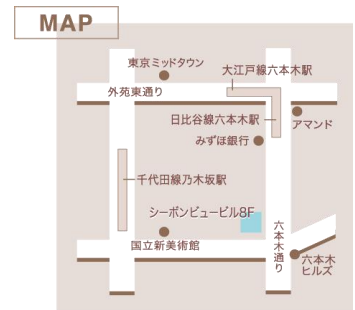 MAP
東京ミッドタウン
大江戸線六本木駅
外苑東通り
日比谷線六本木駅
アマンド
みずほ銀行
千代田線乃木坂駅
シーボンビュービル8F
国立新美術館
六本木通り
六本木
ヒルズ